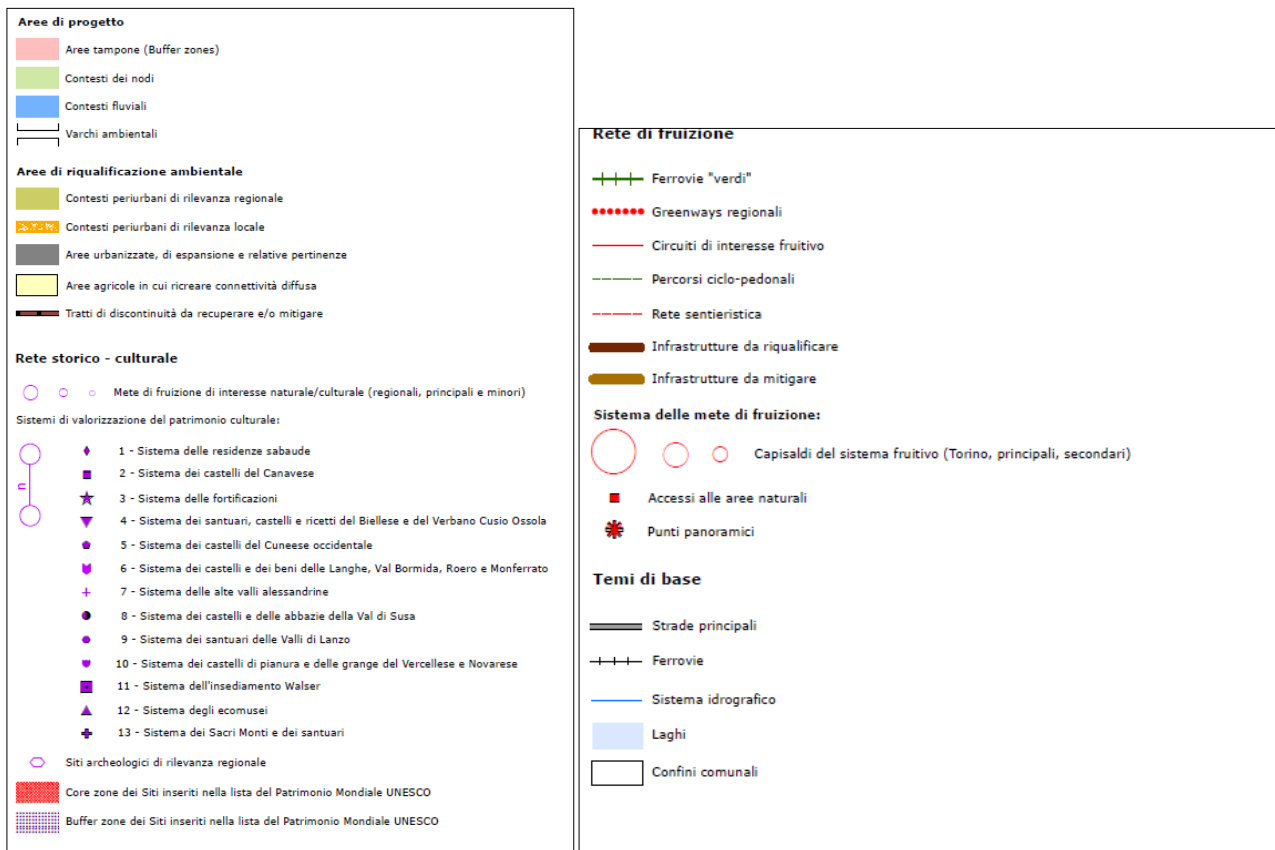 Aree di progetto
Aree tampone (Buffer zones)
Contesti dei nodi
Contesti fluviali
Varchi ambientali
Aree di riqualificazione ambientale
Contesti periurbani di rilevanza regionale
Contesti periurbani di rilevanza locale
Aree urbanizzate, di espansione e relative pertinenze
Aree agricole in cui ricreare connettività diffusa
Tratti di discontinuità da recuperare e/o mitigare
Rete storico - culturale
Mete di fruizione di interesse naturale/culturale (regionali, principali e minori)
Sistemi di valorizzazione del patrimonio culturale:
n
1 - Sistema delle residenze sabaude
2 - Sistema dei castelli del Canavese
3 - Sistema delle fortificazioni
4 - Sistema dei santuari, castelli e ricetti del Biellese e del Verbano Cusio Ossola
5 - Sistema dei castelli del Cuneese occidentale
6 - Sistema dei castelli e dei beni delle Langhe, Val Bormida, Roero e Monferrato
7 - Sistema delle alte valli alessandrine
8 - Sistema dei castelli e delle abbazie della Val di Susa
9 - Sistema dei santuari delle Valli di Lanzo
10 - Sistema dei castelli di pianura e delle grange del Vercellese e Novarese
11 - Sistema dell'insediamento Walser
12 - Sistema degli ecomusei
13 - Sistema dei Sacri Monti e dei santuari
Siti archeologici di rilevanza regionale
Core zone dei Siti inseriti nella lista del Patrimonio Mondiale UNESCO
Buffer zone dei Siti inseriti nella lista del Patrimonio Mondiale UNESCO
Rete di fruizione
Ferrovie "verdi"
Greenways regionali
Circuiti di interesse fruitivo
Percorsi ciclo-pedonali
Rete sentieristica
Infrastrutture da riqualificare
Infrastrutture da mitigare
Sistema delle mete di fruizione:
Capisaldi del sistema fruitivo (Torino, principali, secondari)
Accessi alle aree naturali
Punti panoramici
Temi di base
Strade principali
Ferrovie
Sistema idrografico
Laghi
Confini comunali